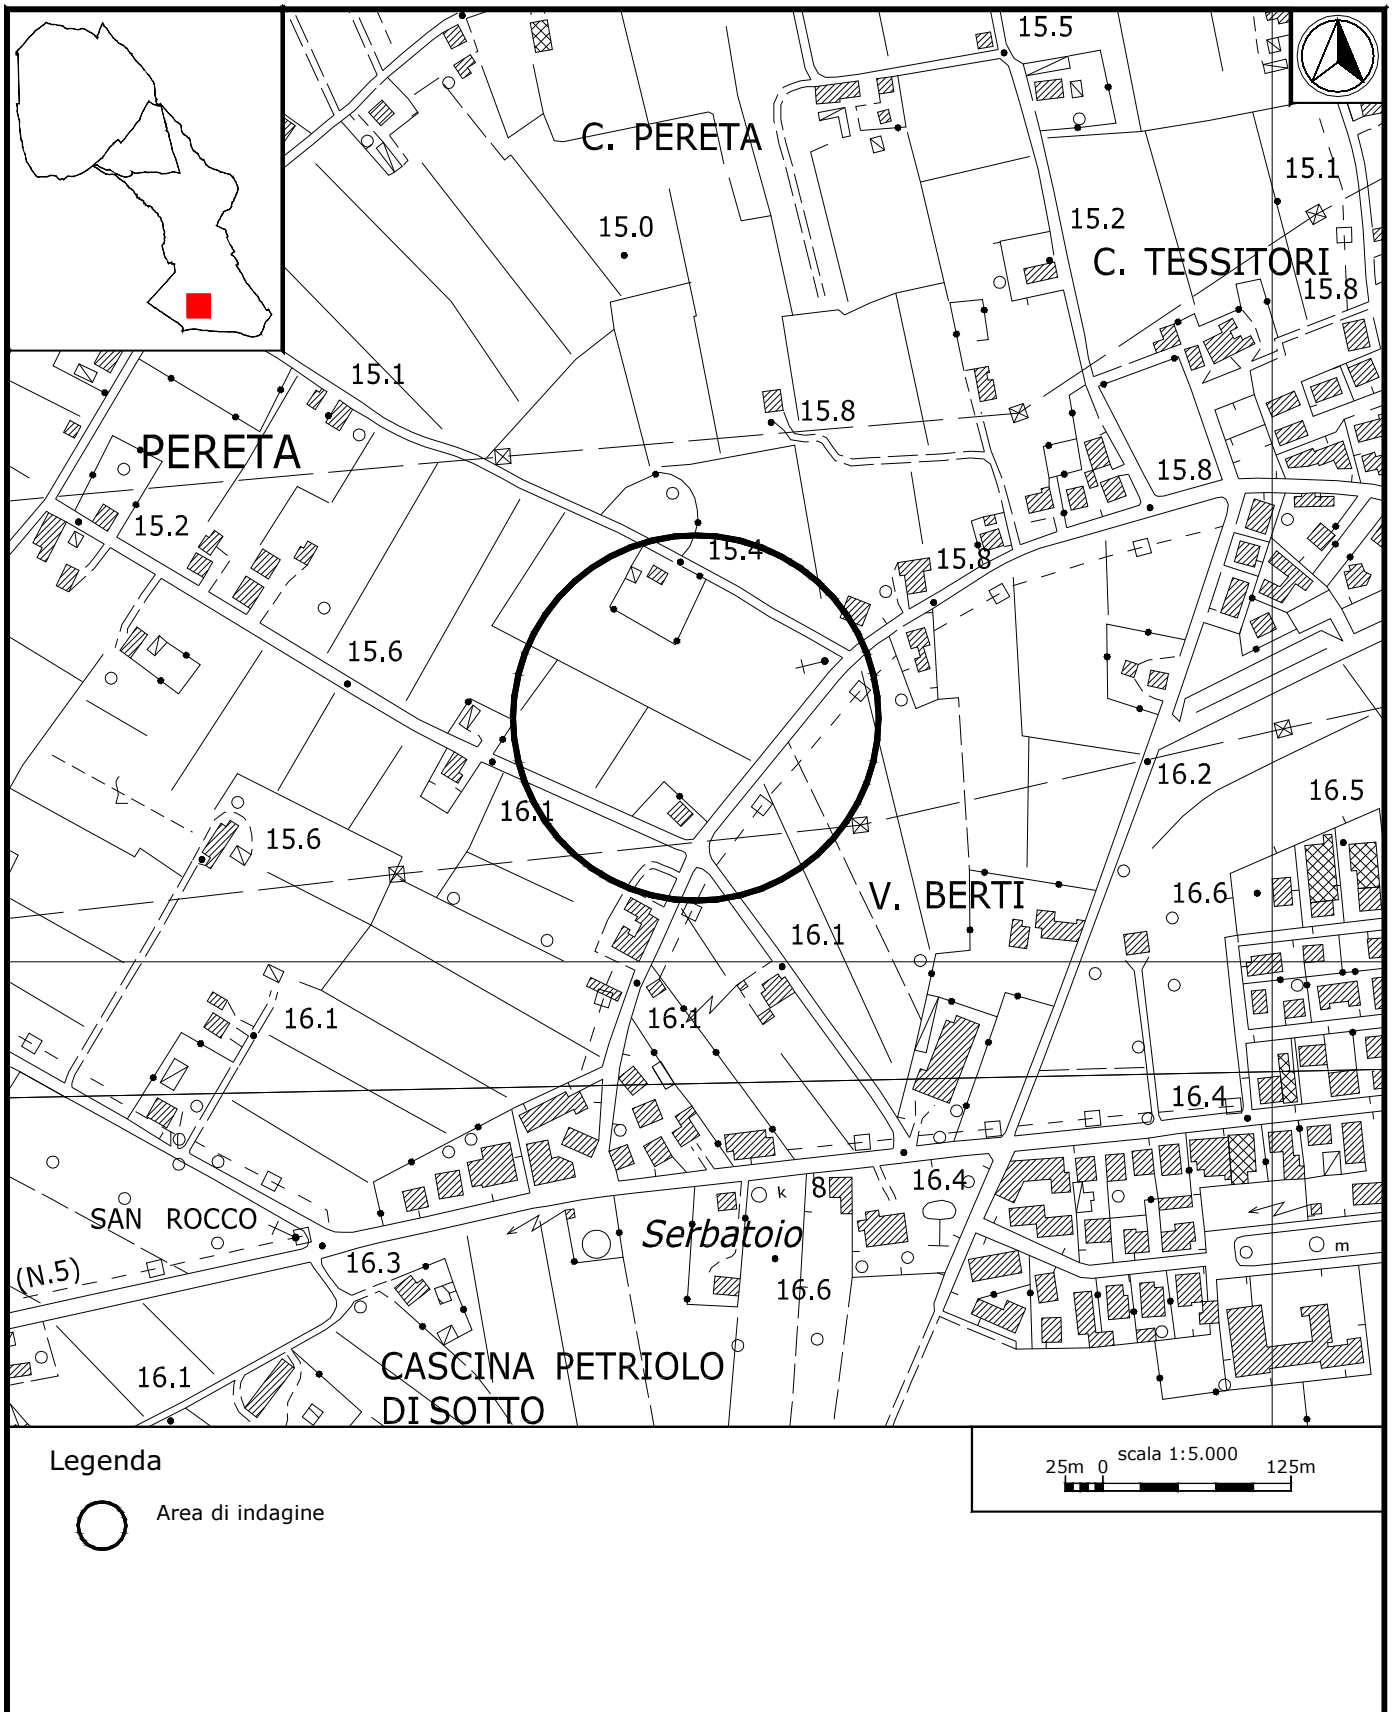 15.5
C. PERETA
15.1
15.0
15.2
C. TESSITORI
15.8
15.1
15.8
PERETA
15.8
15.2
15.4
15.8
15.6
16.2
16.5
16.1
15.6
16.6
V. BERTI
16.1
16.1
16.1
16.4
16.4
k
8
SAN ROCCO
Serbatoio
m
16.3
(N.5)
16.6
CASCINA PETRIOLO
DI SOTTO
16.1
Legenda
Area di indagine
scala 1:5.000
25m 0 125m